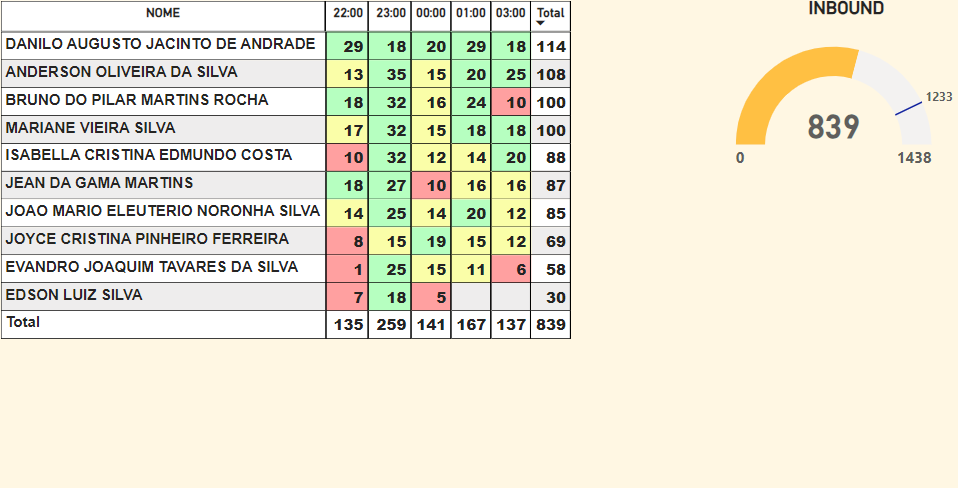 NOME 22:00 23:00 00:00 01:00 03:00 Total
DANILO AUGUSTO JACINTO DE ANDRADE 29 18 20 29 18 114
ANDERSON OLIVEIRA DA SILVA 13 35 15 20 25 108
BRUNO DO PILAR MARTINS ROCHA 18 32 16 24 10 100
MARIANE VIEIRA SILVA 17 32 15 18 18 100
ISABELLA CRISTINA EDMUNDO COSTA 10 32 12 14 20 88
JEAN DA GAMA MARTINS 18 27 10 16 16 87
JOAO MARIO ELEUTERIO NORONHA SILVA 14 25 14 20 12 85
JOYCE CRISTINA PINHEIRO FERREIRA 8 15 19 15 12 69
EVANDRO JOAQUIM TAVARES DA SILVA 1 25 15 11 6 58
EDSON LUIZ SILVA 7 18 5 30
Total 135 259 141 167 137 839
INBOUND
1233
839
0 1438